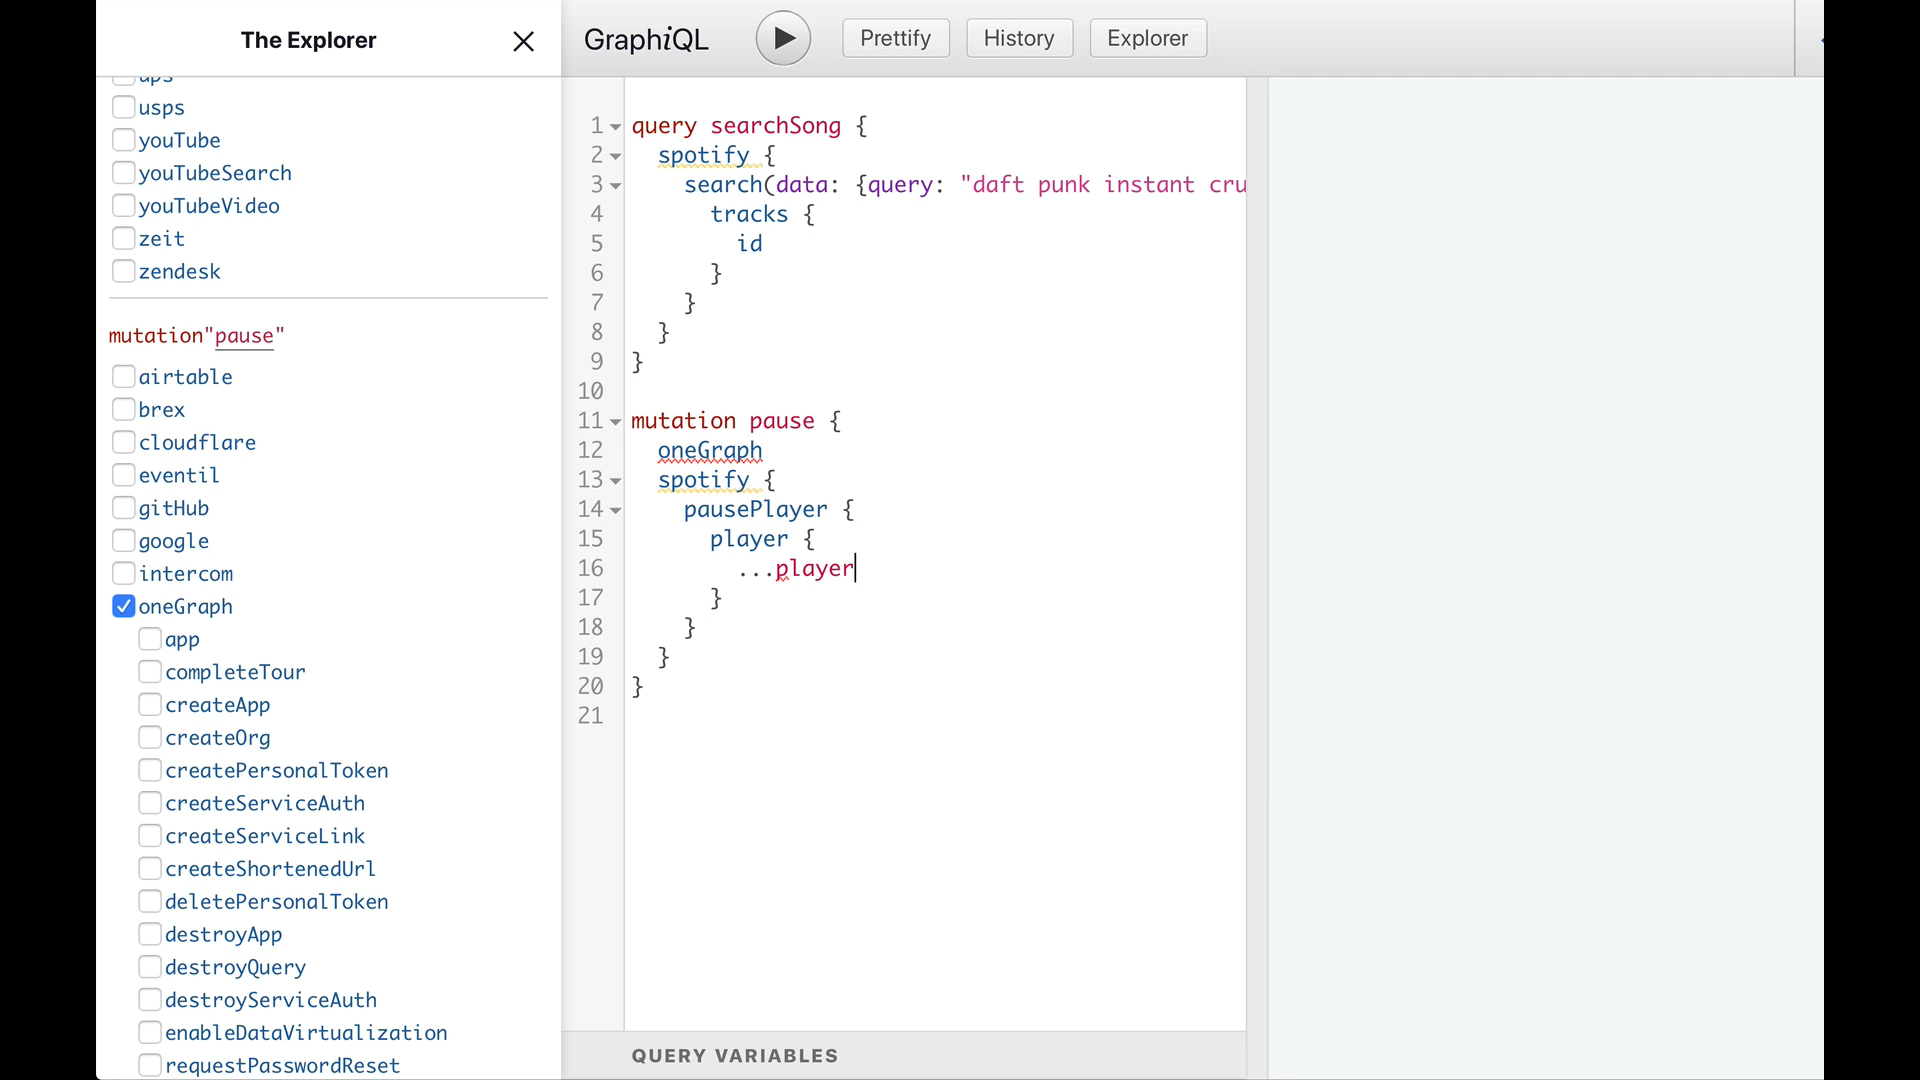 The Explorer
ups
usps
youTube
youTubeSearch
youTubeVideo
zeit
zendesk
mutation"pause"
airtable
brex
cloudflare
eventil
gitHub
google
intercom
oneGraph
app
completeTour
createApp
createOrg
createPersonalToken
createServiceAuth
createServiceLink
createShortenedUrl
deletePersonalToken
destroyApp
destroyQuery
destroyServiceAuth
enableDataVirtualization
requestPasswordReset
GraphiQL
Prettify
History
Explorer
1 query searchSong {
2 spotify {
3 search(data: {query: "daft punk instant cru
4 tracks {
5 id
6 }
7 }
8 }
9 }
10
11 mutation pause {
12 oneGraph
13 spotify {
14 pausePlayer {
15 player {
16 ...player
17 }
18 }
19 }
20 }
21
QUERY VARIABLES